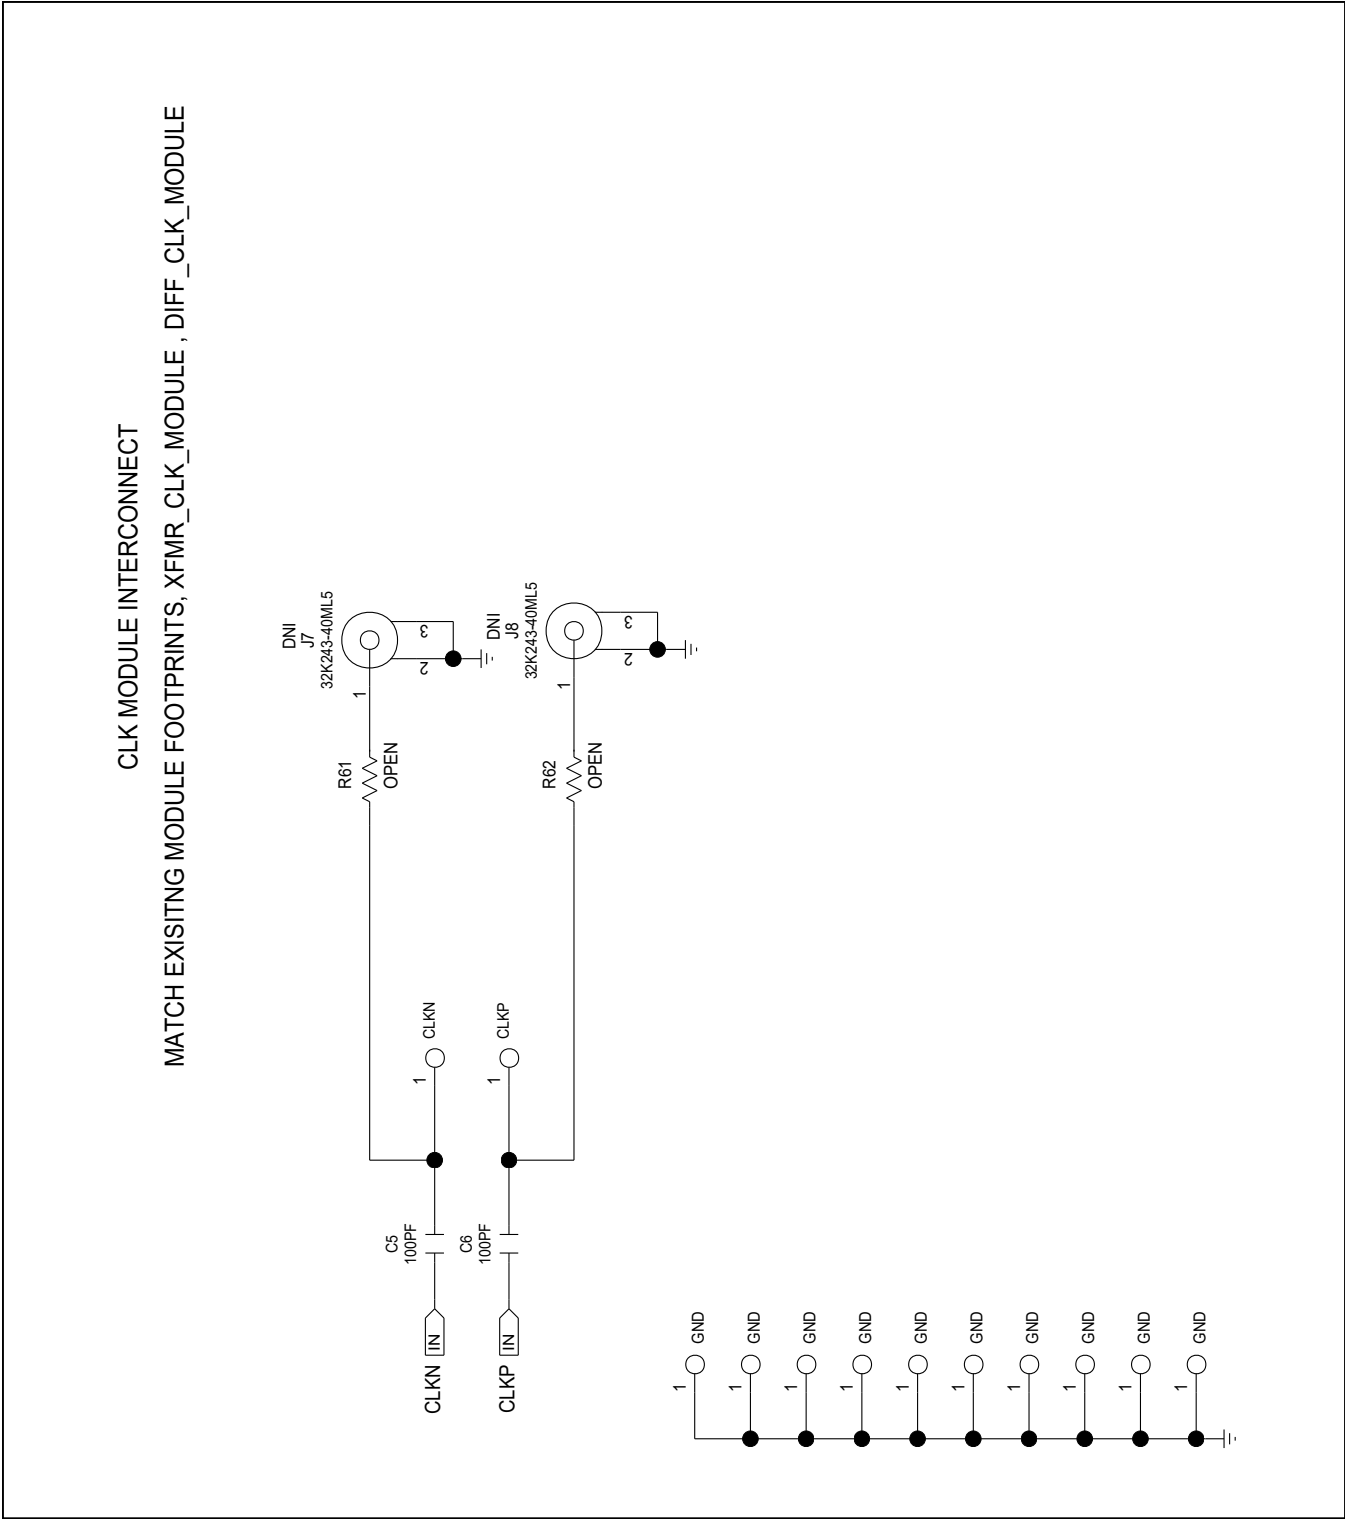 CLK MODULE INTERCONNECT
MATCH EXISITNG MODULE FOOTPRINTS, XFMR_CLK_MODULE , DIFF_CLK_MODULE
DNI
J7
32K243-40ML5
1
2
3
R61
OPEN
DNI
J8
32K243-40ML5
1
2
3
R62
OPEN
CLKN
1
CLKP
1
C5
100PF
C6
100PF
CLKN IN
CLKP IN
1 GND
1 GND
1 GND
1 GND
1 GND
1 GND
1 GND
1 GND
1 GND
1 GND